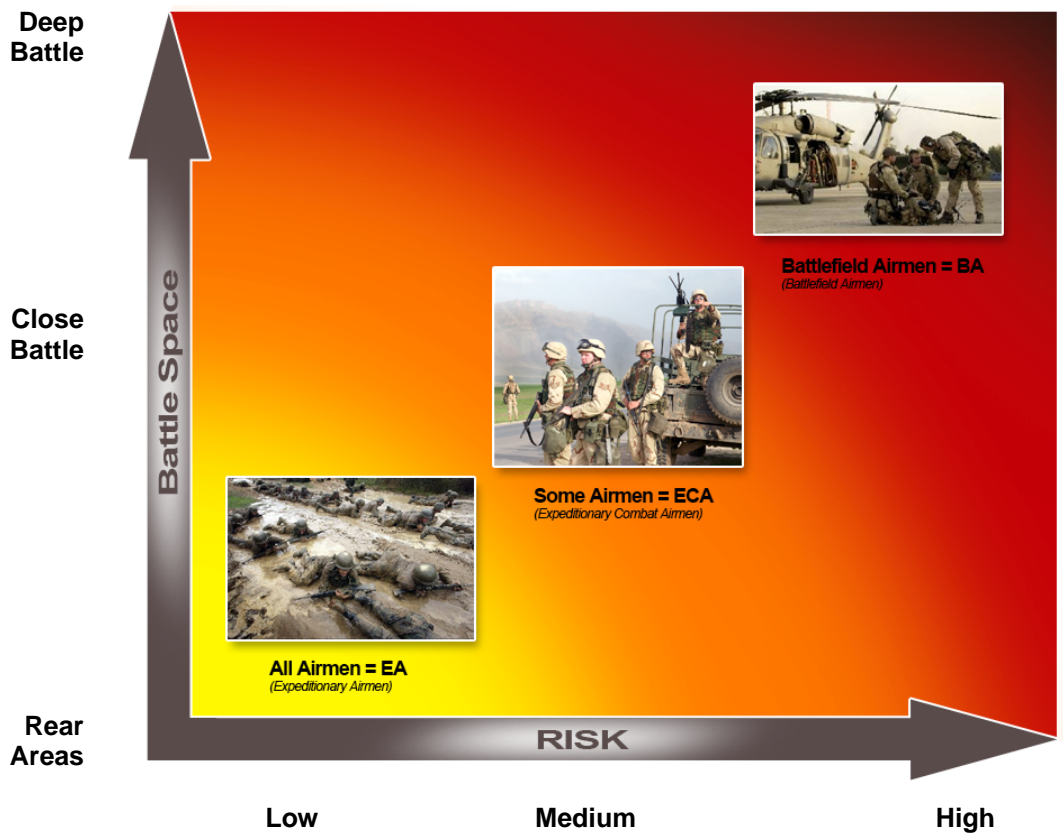 Deep
Battle
Battlefield Airmen = BA
(Battlefield Airmen)
Close
Battle
Battle Space
Some Airmen = ECA
(Expeditionary Combat Airmen)
All Airmen = EA
(Expeditionary Airmen)
Rear
Areas
RISK
Low
Medium
High